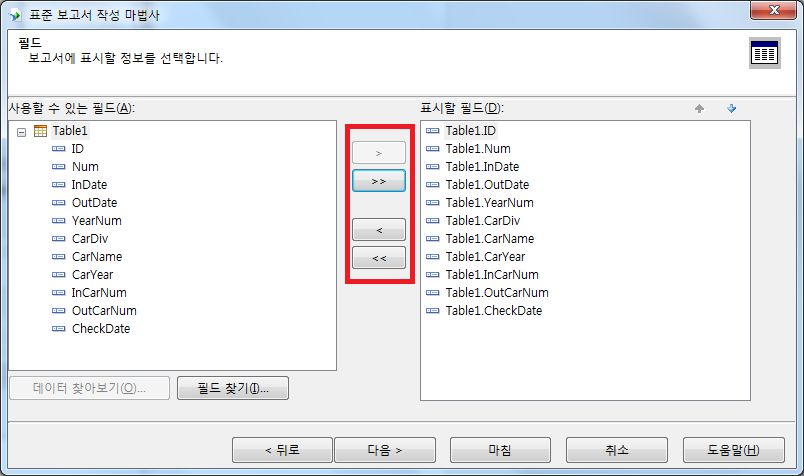 표준 보고서 작성 마법사
필드
보고서에 표시할 정보를 선택합니다.
사용할 수 있는 필드(A):
Table1
ID
Num
InDate
OutDate
YearNum
CarDiv
CarName
CarYear
InCarNum
OutCarNum
CheckDate
데이터 찾아보기(O)...
필드 찾기(I)...
>
>>
<
<<
표시할 필드(D):
Table1.ID
Table1.Num
Table1.InDate
Table1.OutDate
Table1.YearNum
Table1.CarDiv
Table1.CarName
Table1.CarYear
Table1.InCarNum
Table1.OutCarNum
Table1.CheckDate
< 뒤로
다음 >
마침
취소
도움말(H)